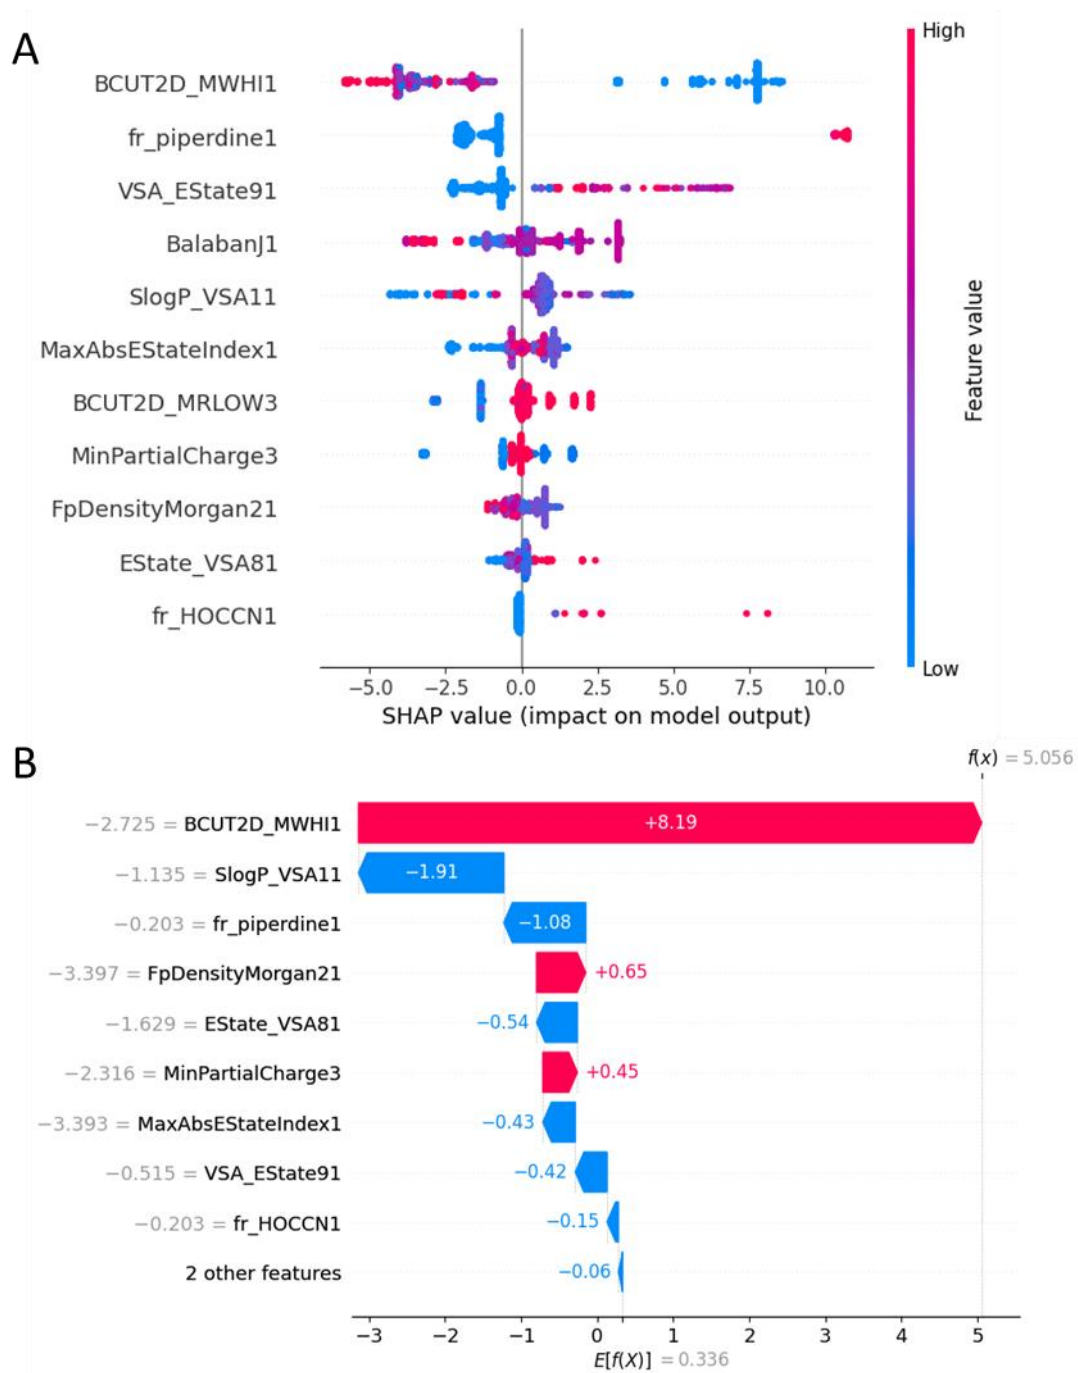 A
High
BCUT2D_MWHI1
fr_piperdine1
VSA_EState91
BalabanJ1
SlogP_VSA11
MaxAbsEStateIndex1
BCUT2D_MRLOW3
MinPartialCharge3
FpDensityMorgan21
EState_VSA81
fr_HOCCN1
Feature value
Low
−5.0 −2.5 0.0 2.5 5.0 7.5 10.0
SHAP value (impact on model output)
B
f(x) = 5.056
−2.725 = BCUT2D_MWHI1 +8.19
−1.135 = SlogP_VSA11 −1.91
−0.203 = fr_piperdine1 −1.08
−3.397 = FpDensityMorgan21 +0.65
−1.629 = EState_VSA81 −0.54
−2.316 = MinPartialCharge3 +0.45
−3.393 = MaxAbsEStateIndex1 −0.43
−0.515 = VSA_EState91 −0.42
−0.203 = fr_HOCCN1 −0.15
2 other features −0.06
−3 −2 −1 0 1 2 3 4 5
E[f(X)] = 0.336